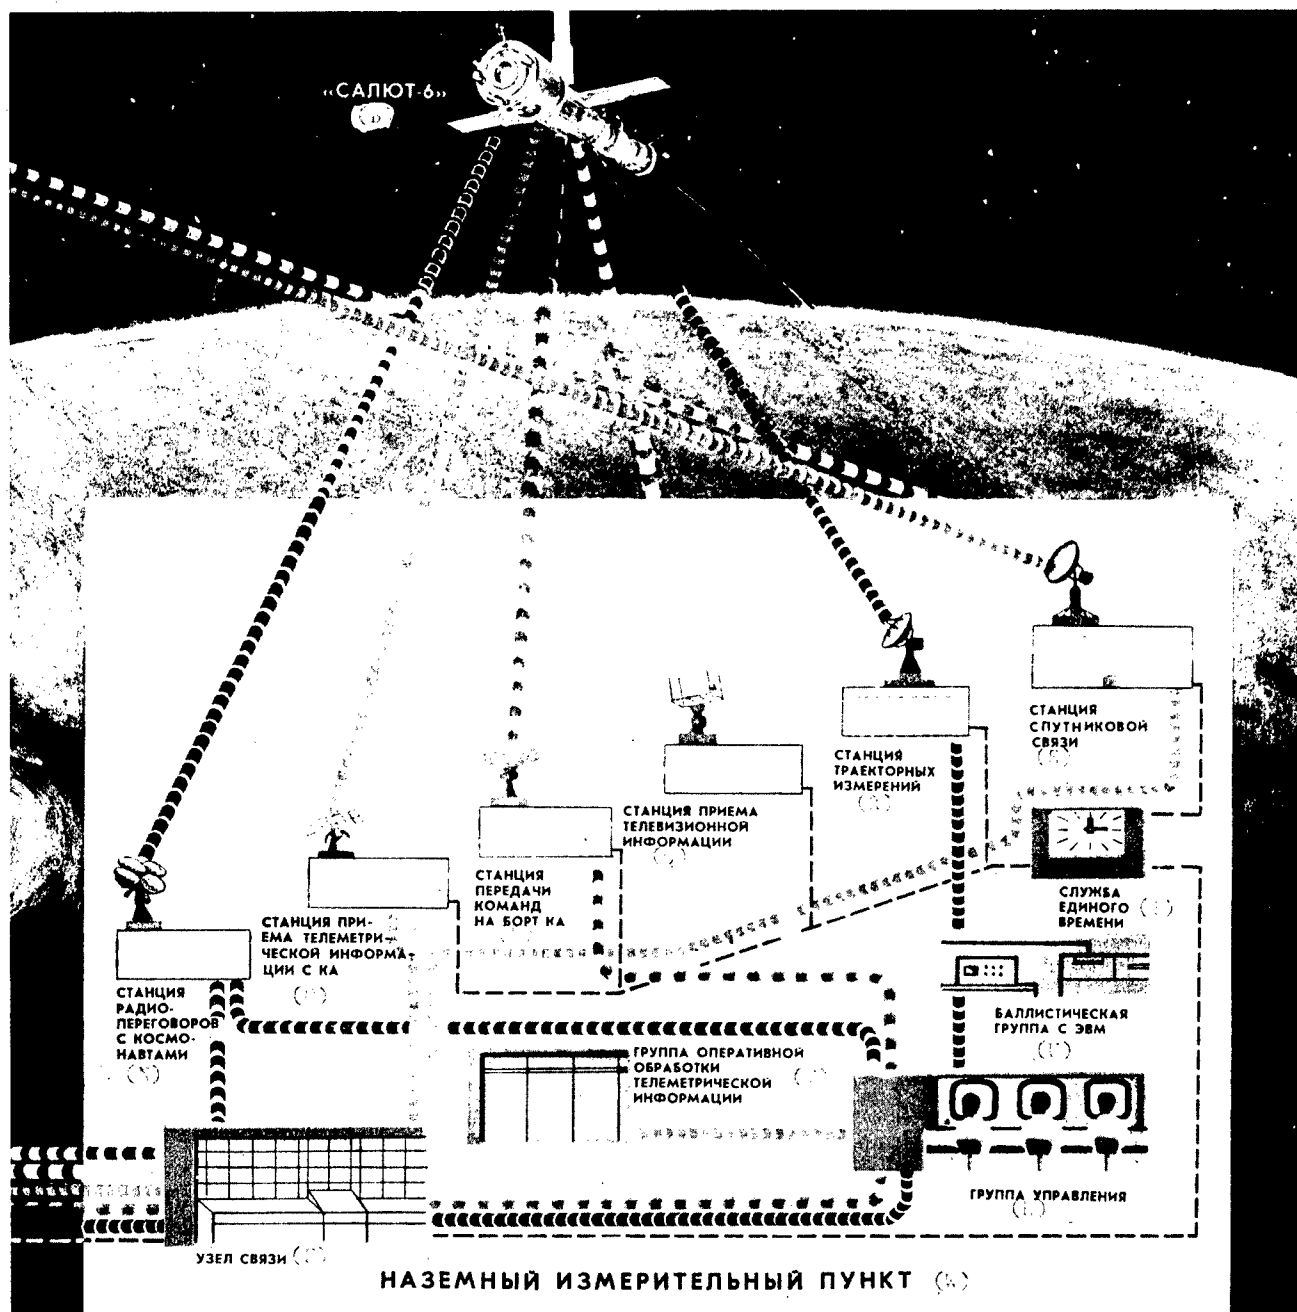 «САЛЮТ-6»
СТАНЦИЯ
СПУТНИКОВОЙ
СВЯЗИ
СТАНЦИЯ
ТРАЕКТОРНЫХ
ИЗМЕРЕНИЙ
СТАНЦИЯ ПРИЕМА
ТЕЛЕВИЗИОННОЙ
ИНФОРМАЦИИ
СТАНЦИЯ
ПЕРЕДАЧИ
КОМАНД
НА БОРТ КА
СЛУЖБА
ЕДИНОГО
ВРЕМЕНИ
СТАНЦИЯ ПРИ-
ЕМА ТЕЛЕМЕТРИ-
ЧЕСКОЙ ИНФОРМА-
ЦИИ С КА
СТАНЦИЯ
РАДИО-
ПЕРЕГОВОРОВ
С КОСМО-
НАВТАМИ
БАЛЛИСТИЧЕСКАЯ
ГРУППА С ЭВМ
ГРУППА ОПЕРАТИВНОЙ
ОБРАБОТКИ
ТЕЛЕМЕТРИЧЕСКОЙ
ИНФОРМАЦИИ
ГРУППА УПРАВЛЕНИЯ
УЗЕЛ СВЯЗИ
НАЗЕМНЫЙ ИЗМЕРИТЕЛЬНЫЙ ПУНКТ